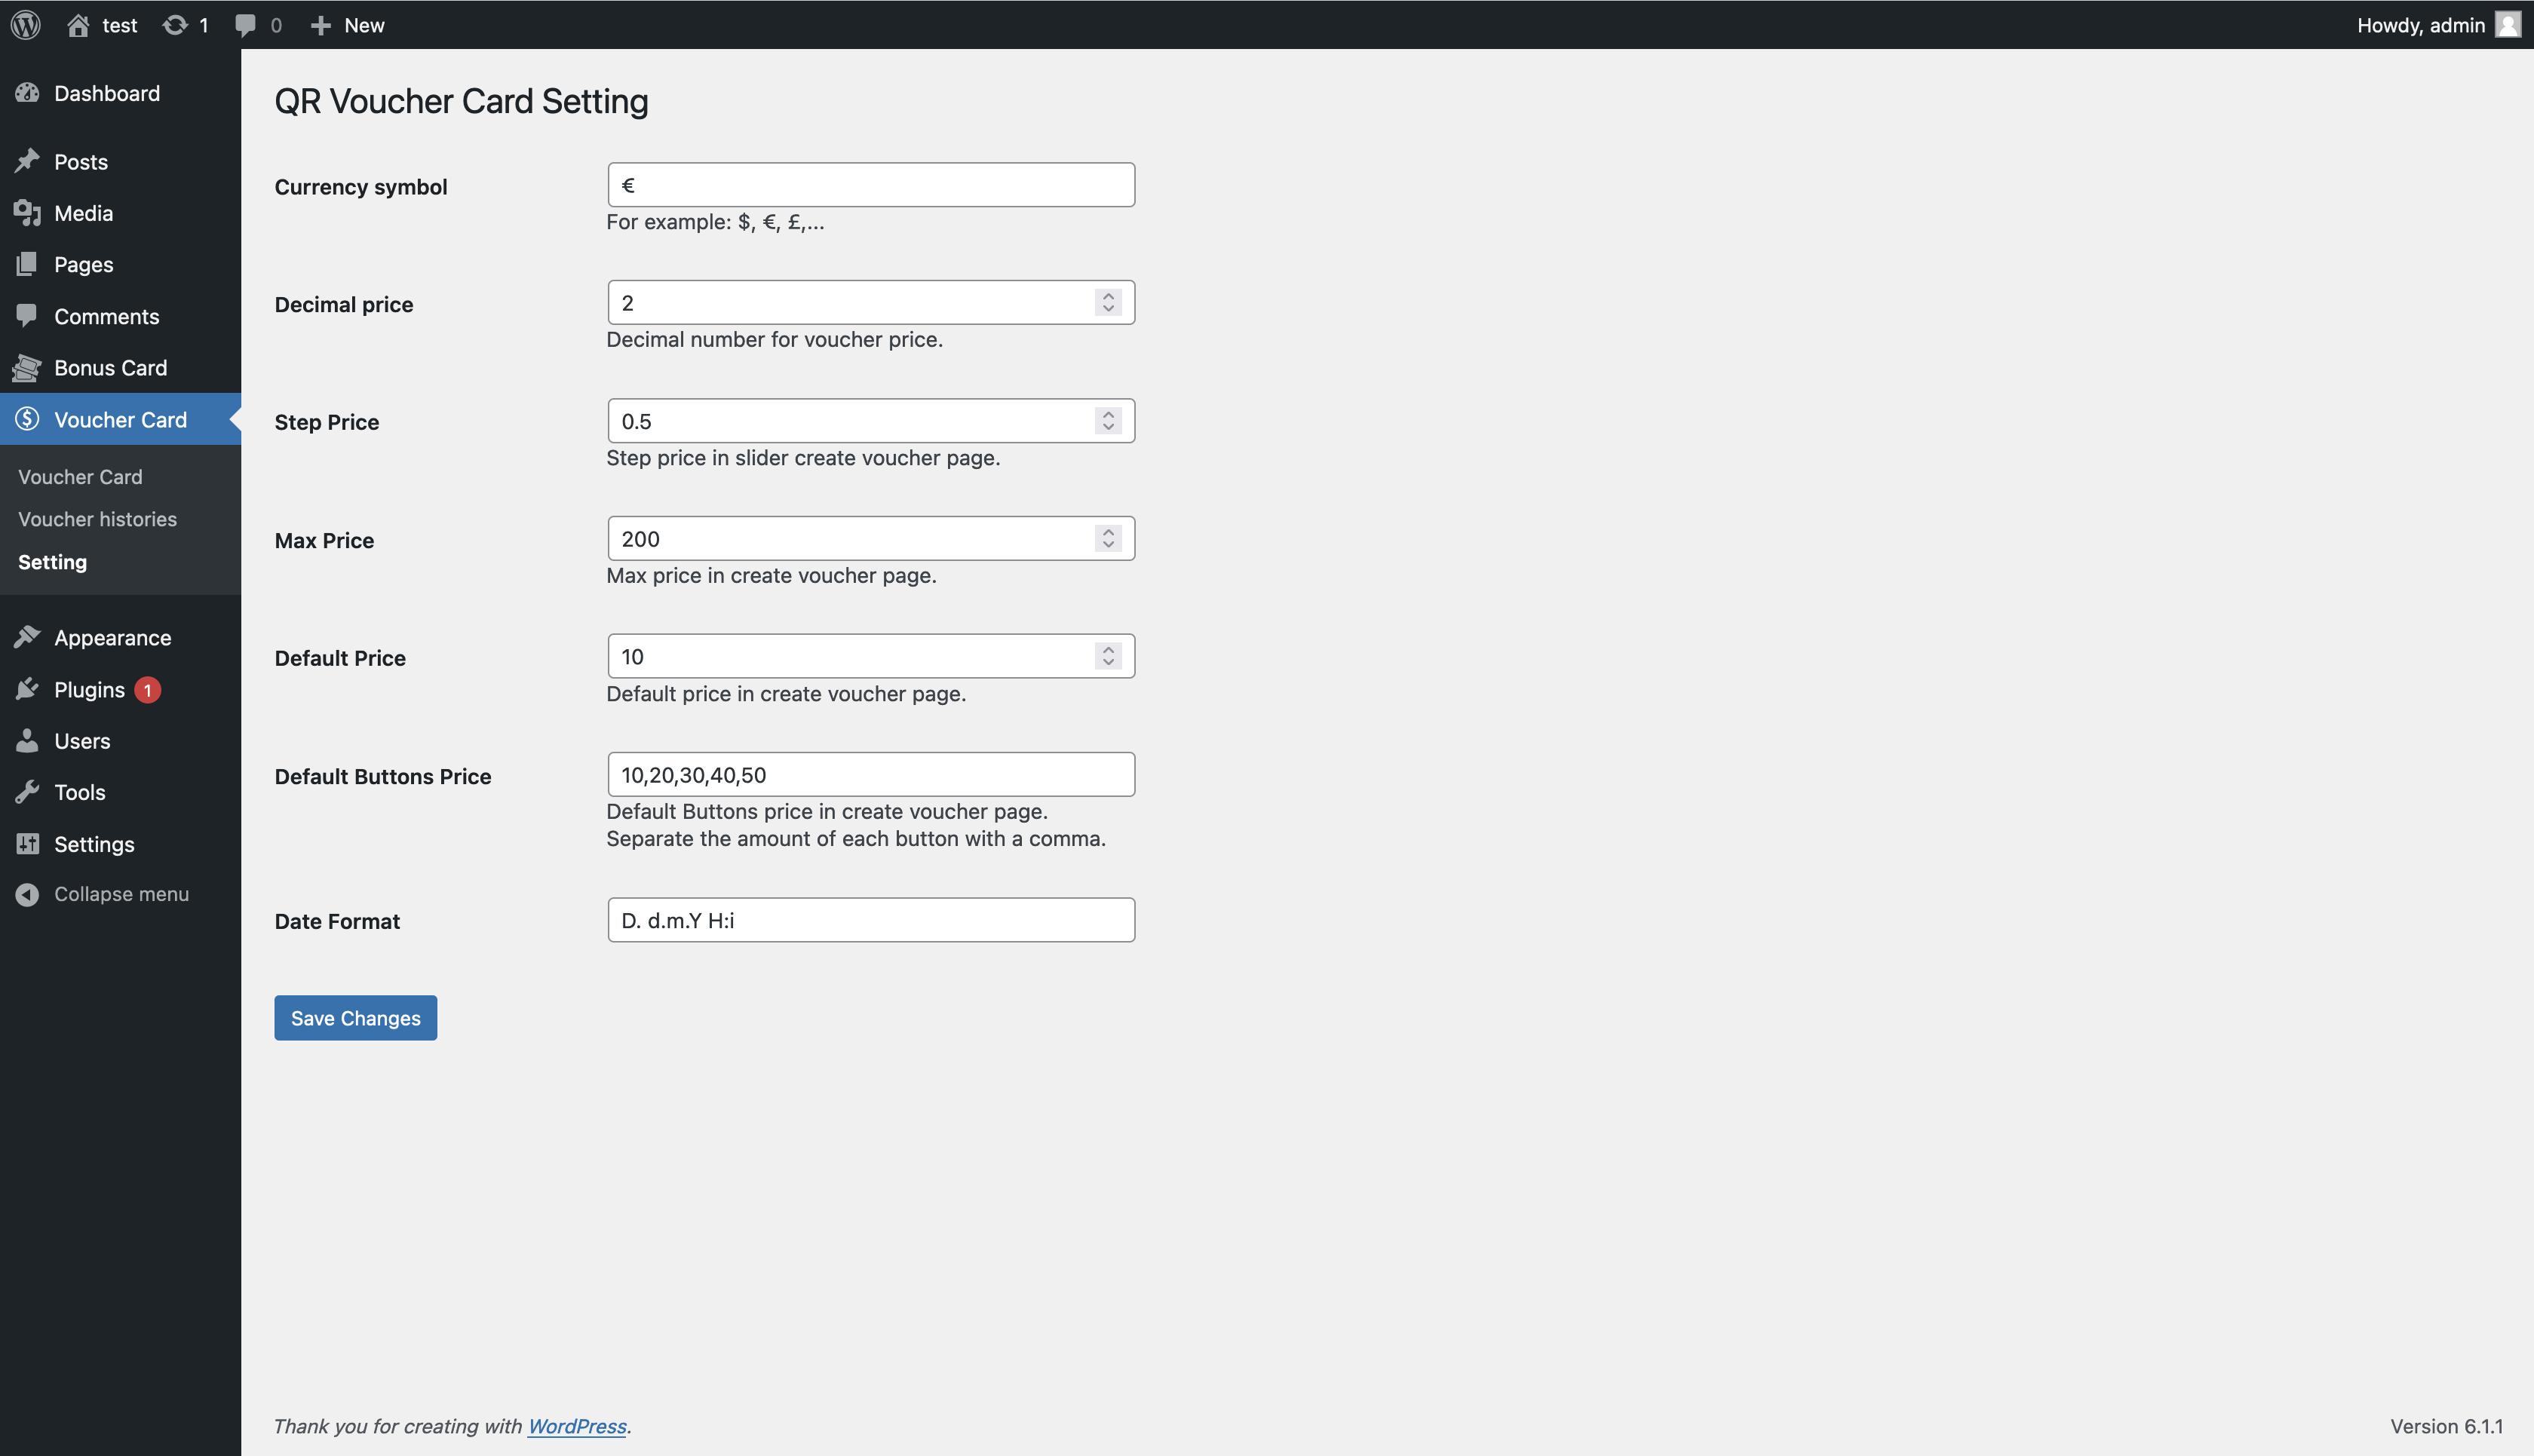 test
1
0
New
Howdy, admin
Dashboard
Posts
Media
Pages
Comments
Bonus Card
Voucher Card
Voucher Card
Voucher histories
Setting
Appearance
Plugins 1
Users
Tools
Settings
Collapse menu
QR Voucher Card Setting
Currency symbol
€
For example: $, €, £,...
Decimal price
2
Decimal number for voucher price.
Step Price
0.5
Step price in slider create voucher page.
Max Price
200
Max price in create voucher page.
Default Price
10
Default price in create voucher page.
Default Buttons Price
10,20,30,40,50
Default Buttons price in create voucher page.
Separate the amount of each button with a comma.
Date Format
D. d.m.Y H:i
Save Changes
Thank you for creating with WordPress.
Version 6.1.1